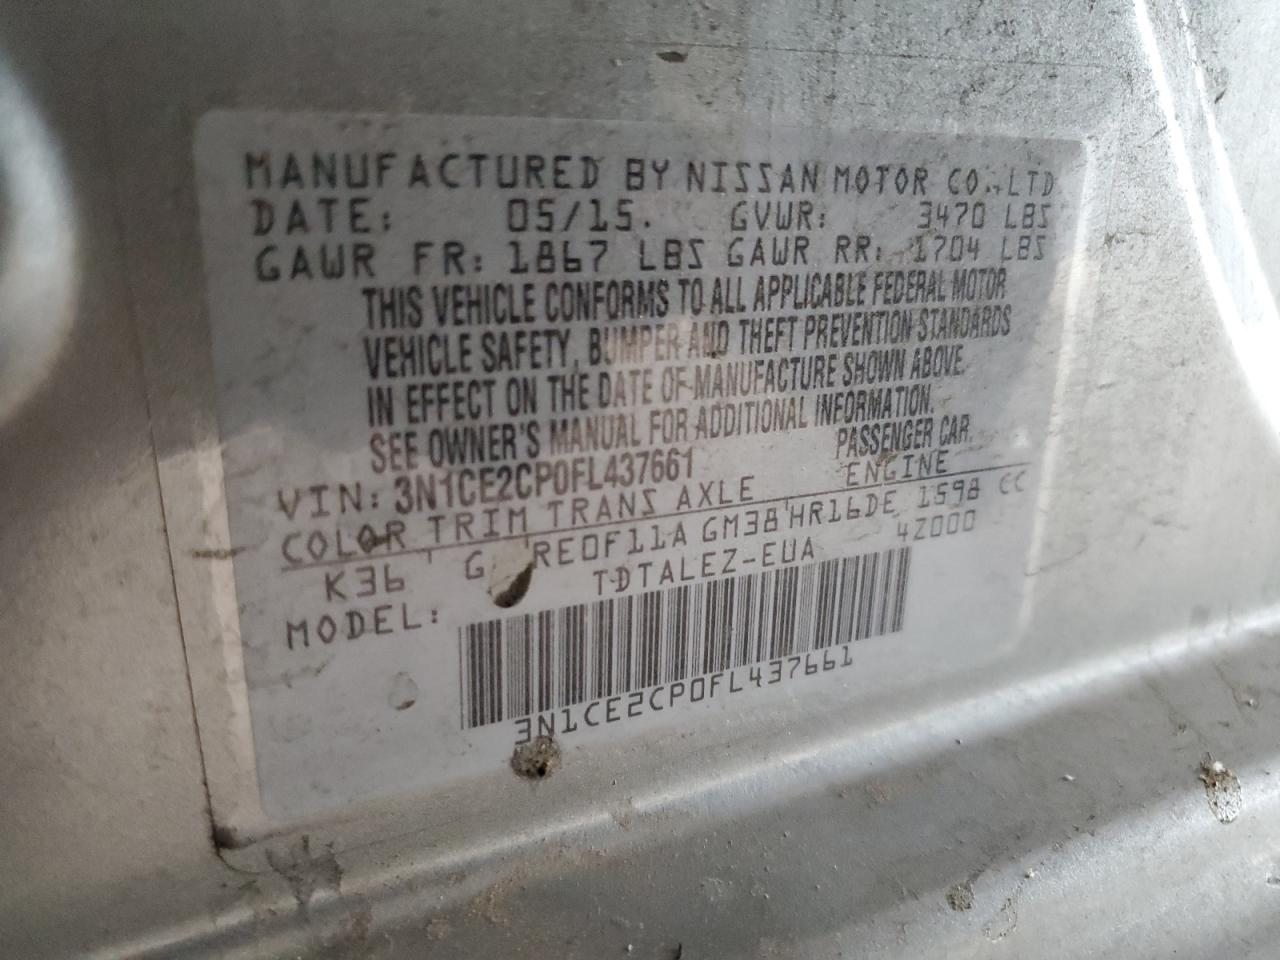 MANUFACTURED BY NISSAN MOTOR CO.,LTD
DATE: 05/15. GVWR: 3470 LBS
GAWR FR: 1867 LBS GAWR RR: 1704 LBS
THIS VEHICLE CONFORMS TO ALL APPLICABLE FEDERAL MOTOR
VEHICLE SAFETY, BUMPER AND THEFT PREVENTION STANDARDS
IN EFFECT ON THE DATE OF MANUFACTURE SHOWN ABOVE.
SEE OWNER'S MANUAL FOR ADDITIONAL INFORMATION.
VIN: 3N1CE2CP0FL437661 PASSENGER CAR.
COLOR TRIM TRANS AXLE ENGINE
K36 ' G ' RE0F11A GM38 ' HR16DE 1598 CC
MODEL: TDTALEZ-EUA 4Z000
3N1CE2CP0FL437661